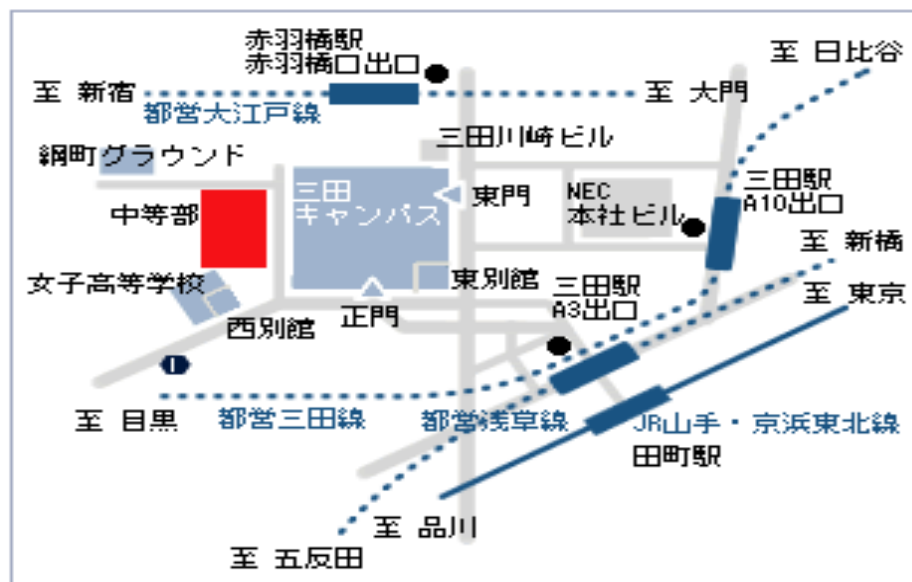 赤羽橋駅
赤羽橋口出口
至 日比谷
至 新宿
至 大門
都営大江戸線
三田川崎ビル
綱町グラウンド
三田
キャンパス
東門
NEC
本社ビル
三田駅
A10出口
中等部
至 新橋
女子高等学校
東別館
三田駅
A3出口
至 東京
西別館
正門
至 目黒
都営三田線
都営浅草線
JR山手・京浜東北線
田町駅
至 品川
至 五反田